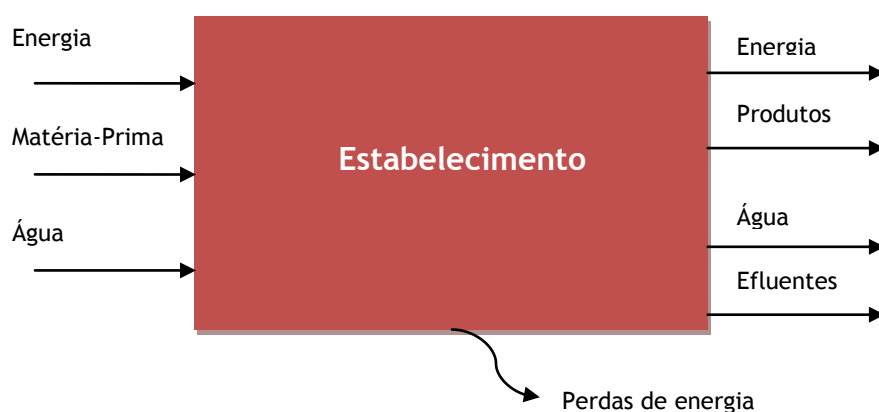 Energia
Matéria-Prima
Água
Estabelecimento
Energia
Produtos
Água
Efluentes
Perdas de energia